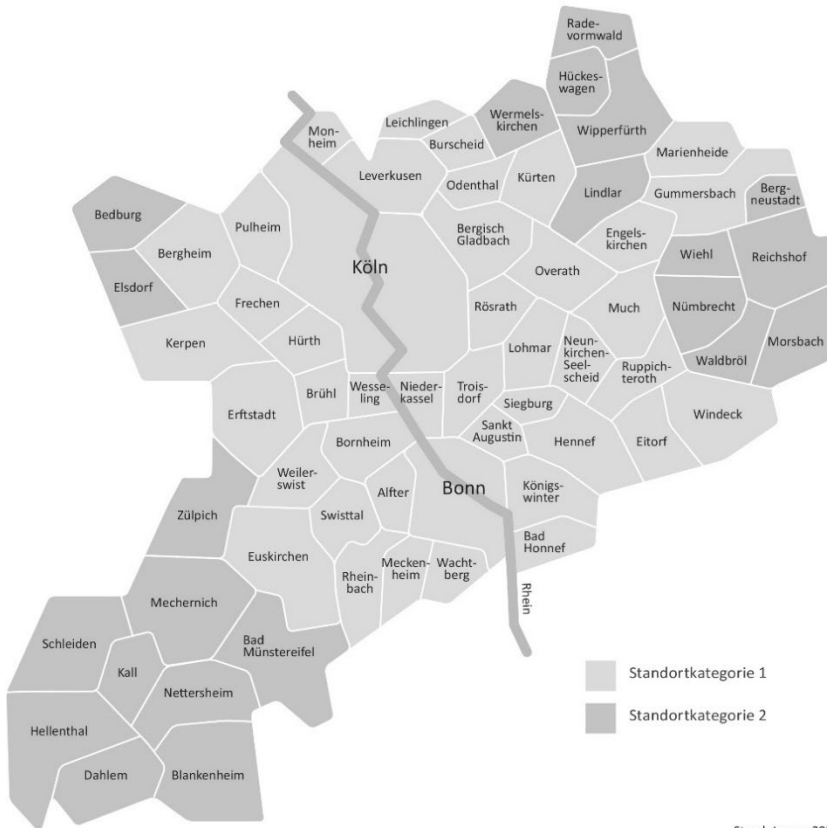 Rade-
vormwald
Hückes-
wagen
Wermels-
kirchen
Wipperfürth
Leichlingen
Mon-
heim
Burscheid
Marienheide
Leverkusen
Odenthal
Kürten
Lindlar
Gummersbach
Berg-
neustadt
Bedburg
Pulheim
Bergheim
Bergisch
Gladbach
Engels-
kirchen
Wiehl
Reichshof
Köln
Overath
Elsdorf
Frechen
Rösrath
Much
Nümbrecht
Kerpen
Hürth
Lohmar
Neun-
kirchen-
Seel-
scheid
Morsbach
Waldbröl
Ruppich-
teroth
Brühl
Wesse-
ling
Nieder-
kassel
Trois-
dorf
Erftstadt
Siegburg
Windeck
Sankt
Augustin
Bornheim
Hennef
Eitorf
Weiler-
swist
Alfter
Bonn
Königs-
winter
Zülpich
Swisttal
Bad
Honnef
Euskirchen
Rhein-
bach
Mecken-
heim
Wacht-
berg
Rhein
Mechernich
Schleiden
Bad
Münstereifel
Kall
Nettersheim
Hellenthal
Dahlem
Blankenheim
Standortkategorie 1
Standortkategorie 2